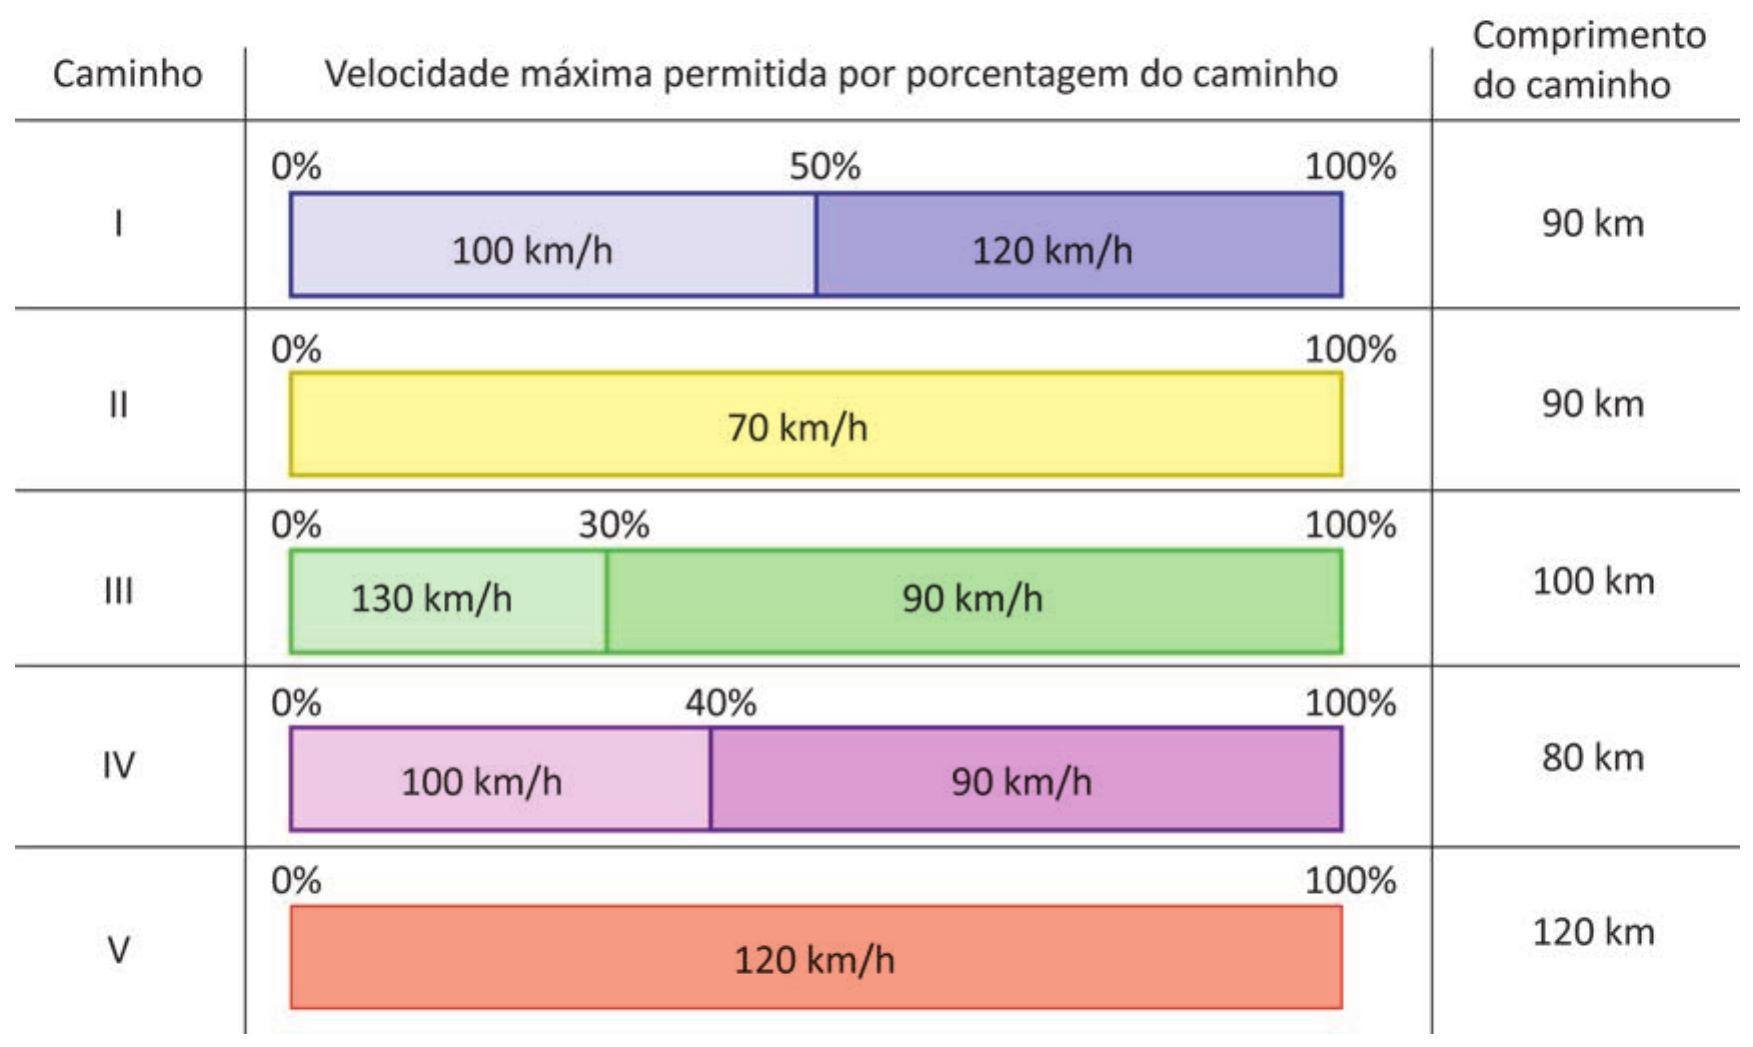 Caminho
Velocidade máxima permitida por porcentagem do caminho
Comprimento
do caminho
0% 50% 100%
I
100 km/h 120 km/h
90 km
0% 100%
II
70 km/h
90 km
0% 30% 100%
III
130 km/h 90 km/h
100 km
0% 40% 100%
IV
100 km/h 90 km/h
80 km
0% 100%
V
120 km/h
120 km